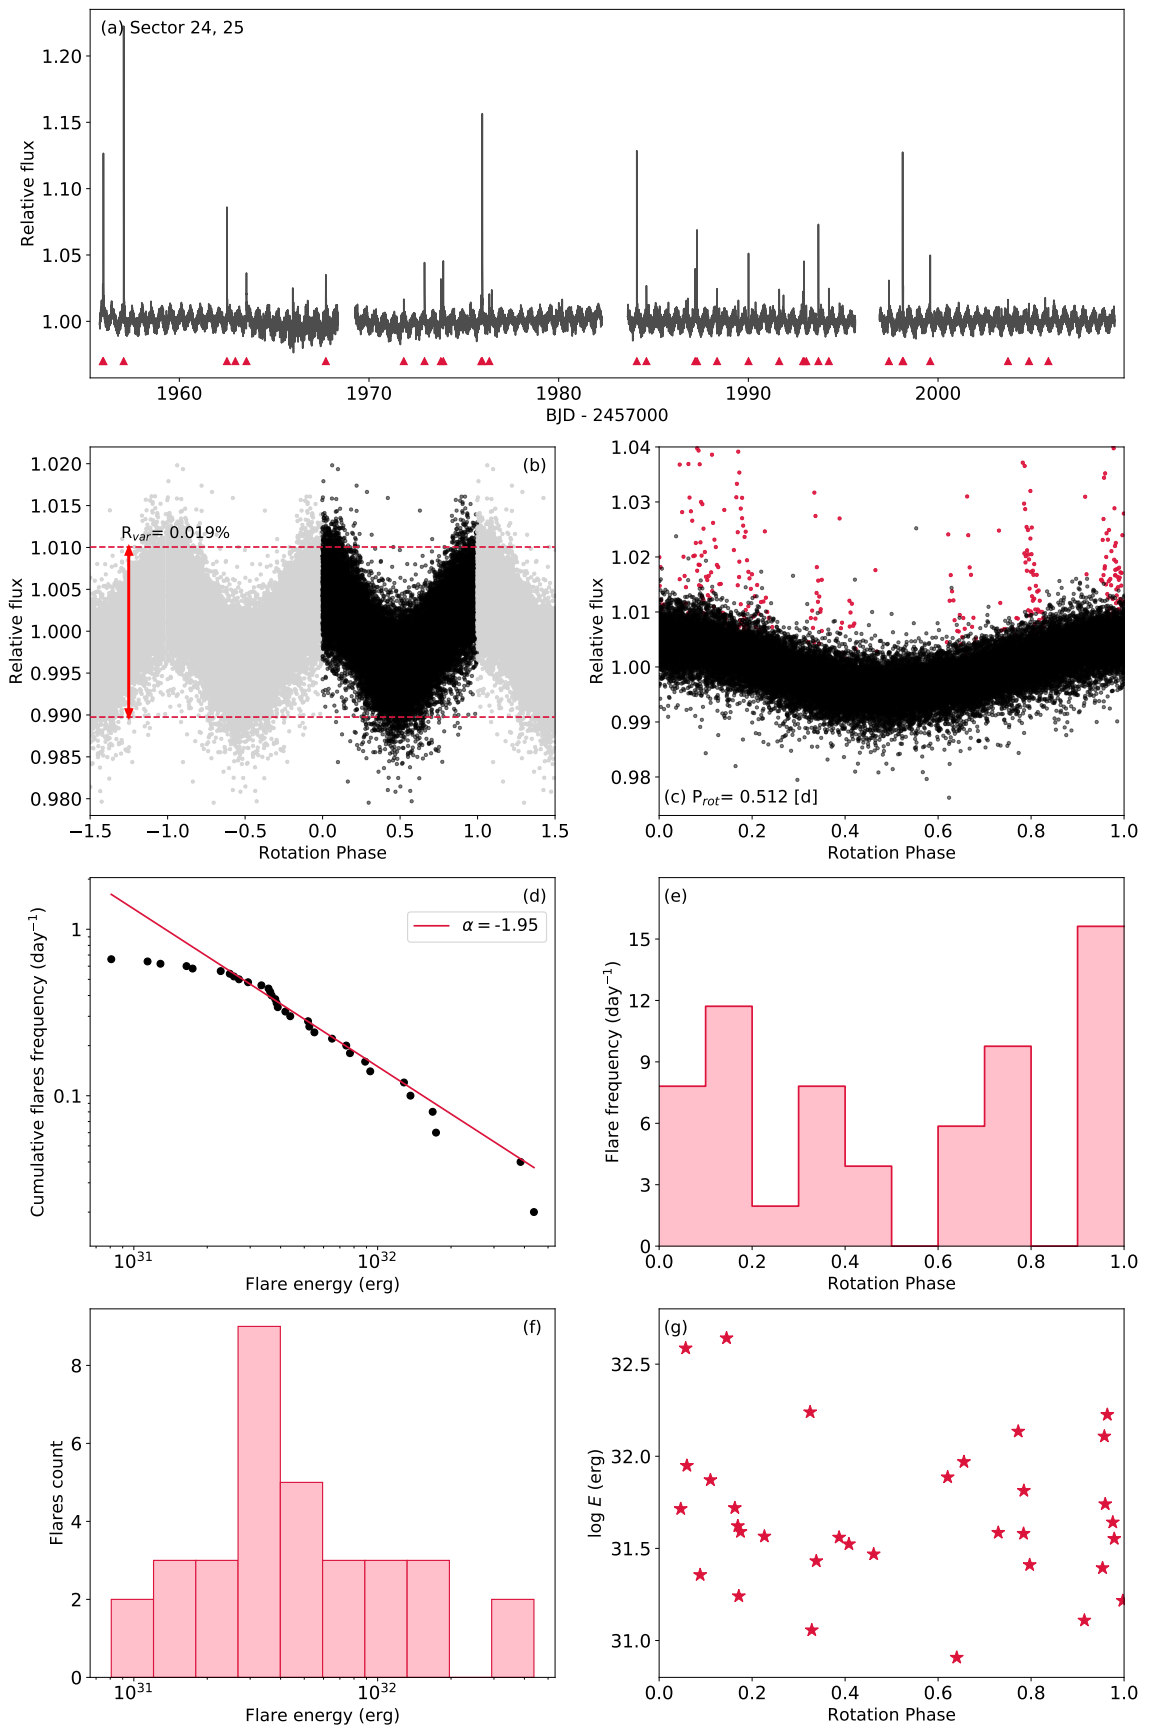 (a) Sector 24, 25
1.20
1.15
1.10
1.05
1.00
Relative flux
1960 1970 1980 1990 2000
BJD - 2457000
(b)
R_var= 0.019%
1.020
1.015
1.010
1.005
1.000
0.995
0.990
0.985
0.980
Relative flux
−1.5 −1.0 −0.5 0.0 0.5 1.0 1.5
Rotation Phase
1.04
1.03
1.02
1.01
1.00
0.99
0.98
Relative flux
(c) P_rot= 0.512 [d]
0.0 0.2 0.4 0.6 0.8 1.0
Rotation Phase
(d)
α = -1.95
1
0.1
Cumulative flares frequency (day⁻¹)
10³¹ 10³²
Flare energy (erg)
(e)
15
12
9
6
3
0
Flare frequency (day⁻¹)
0.0 0.2 0.4 0.6 0.8 1.0
Rotation Phase
(f)
8
6
4
2
0
Flares count
10³¹ 10³²
Flare energy (erg)
(g)
32.5
32.0
31.5
31.0
log E (erg)
0.0 0.2 0.4 0.6 0.8 1.0
Rotation Phase